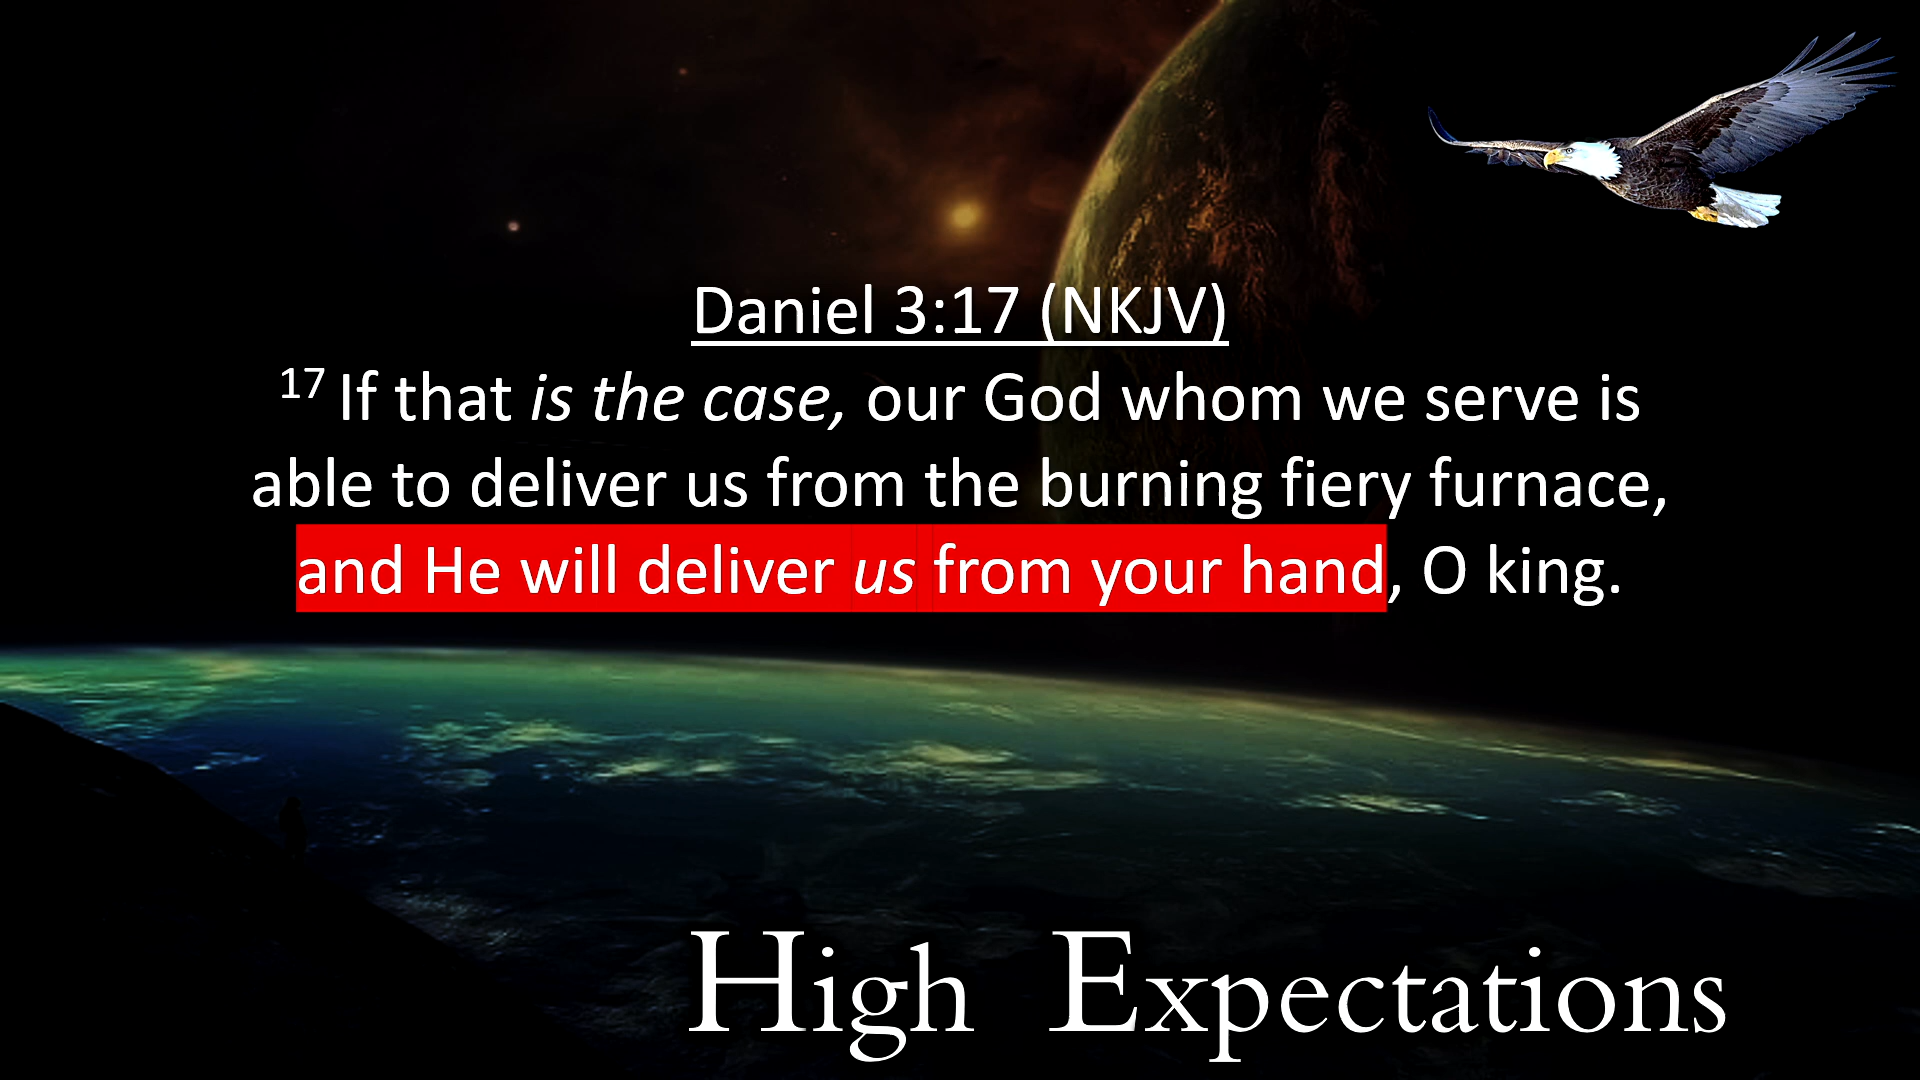 Daniel 3:17 (NKJV)
17 If that is the case, our God whom we serve is
able to deliver us from the burning fiery furnace,
and He will deliver us from your hand, O king.
High Expectations